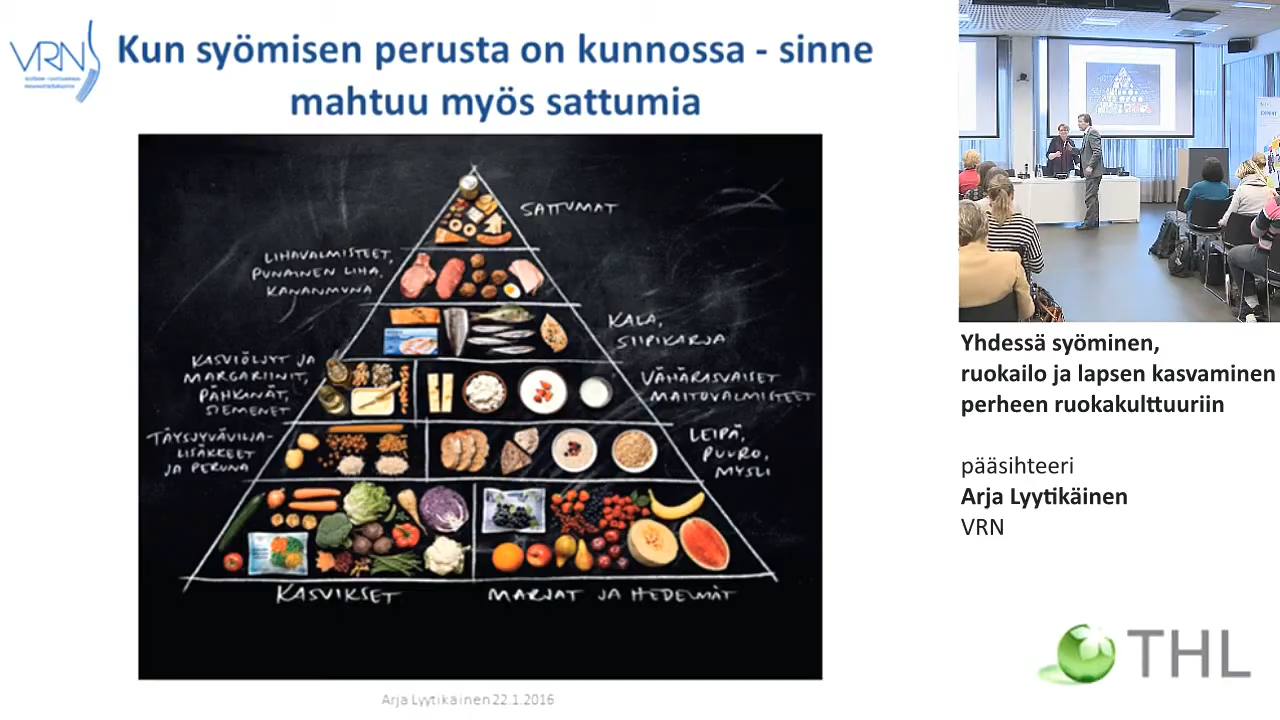 VRN
Kun syömisen perusta on kunnossa - sinne
mahtuu myös sattumia
SATTUMAT
LIHAVALMISTEET,
PUNAINEN LIHA,
KANANMUNA
KALA,
SIIPIKARJA
KASVIÖLJYT JA
MARGARIINIT,
PÄHKINÄT,
SIEMENET
VÄHÄRASVAISET
MAITOVALMISTEET
TÄYSJYVÄVILJA-
LISÄKKEET
JA PERUNA
LEIPÄ,
PUURO,
MYSLI
KASVIKSET
MARJAT JA HEDELMÄT
Arja Lyytikäinen 22.1.2016
Yhdessä syöminen,
ruokailo ja lapsen kasvaminen
perheen ruokakulttuuriin
pääsihteeri
Arja Lyytikäinen
VRN
THL